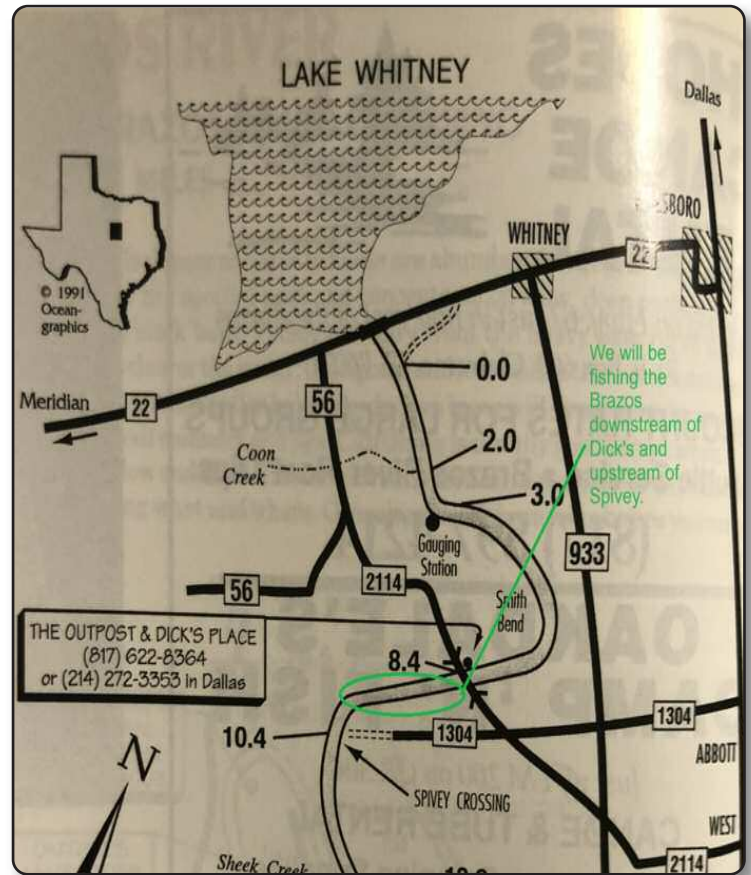 LAKE WHITNEY
Dallas
WHITNEY
22
SBORO
© 1991
Ocean-
graphics
We will be
fishing the
Brazos
downstream of
Dick's and
upstream of
Spivey.
0.0
Meridian
22
56
2.0
Coon
Creek
3.0
Gauging
Station
933
56
2114
Smith
Bend
THE OUTPOST & DICK'S PLACE
(817) 622-8364
or (214) 272-3353 in Dallas
8.4
1304
10.4
1304
ABBOTT
N
SPIVEY CROSSING
WEST
Sheek Creek
2114